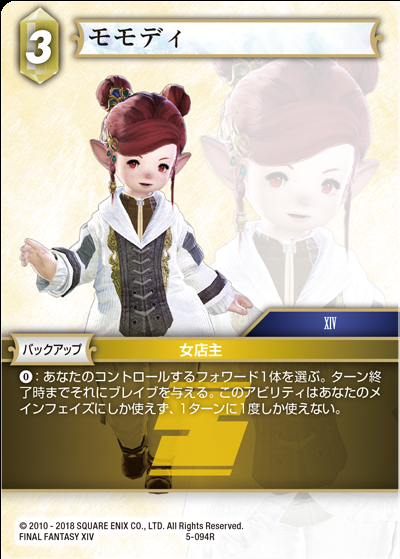 3
モモディ
XIV
バックアップ
女店主
0：あなたのコントロールするフォワード1体を選ぶ。ターン終
了時までそれにブレイブを与える。このアビリティはあなたのメ
インフェイズにしか使えず、1ターンに1度しか使えない。
© 2010 - 2018 SQUARE ENIX CO., LTD. All Rights Reserved.
FINAL FANTASY XIV
5-094R